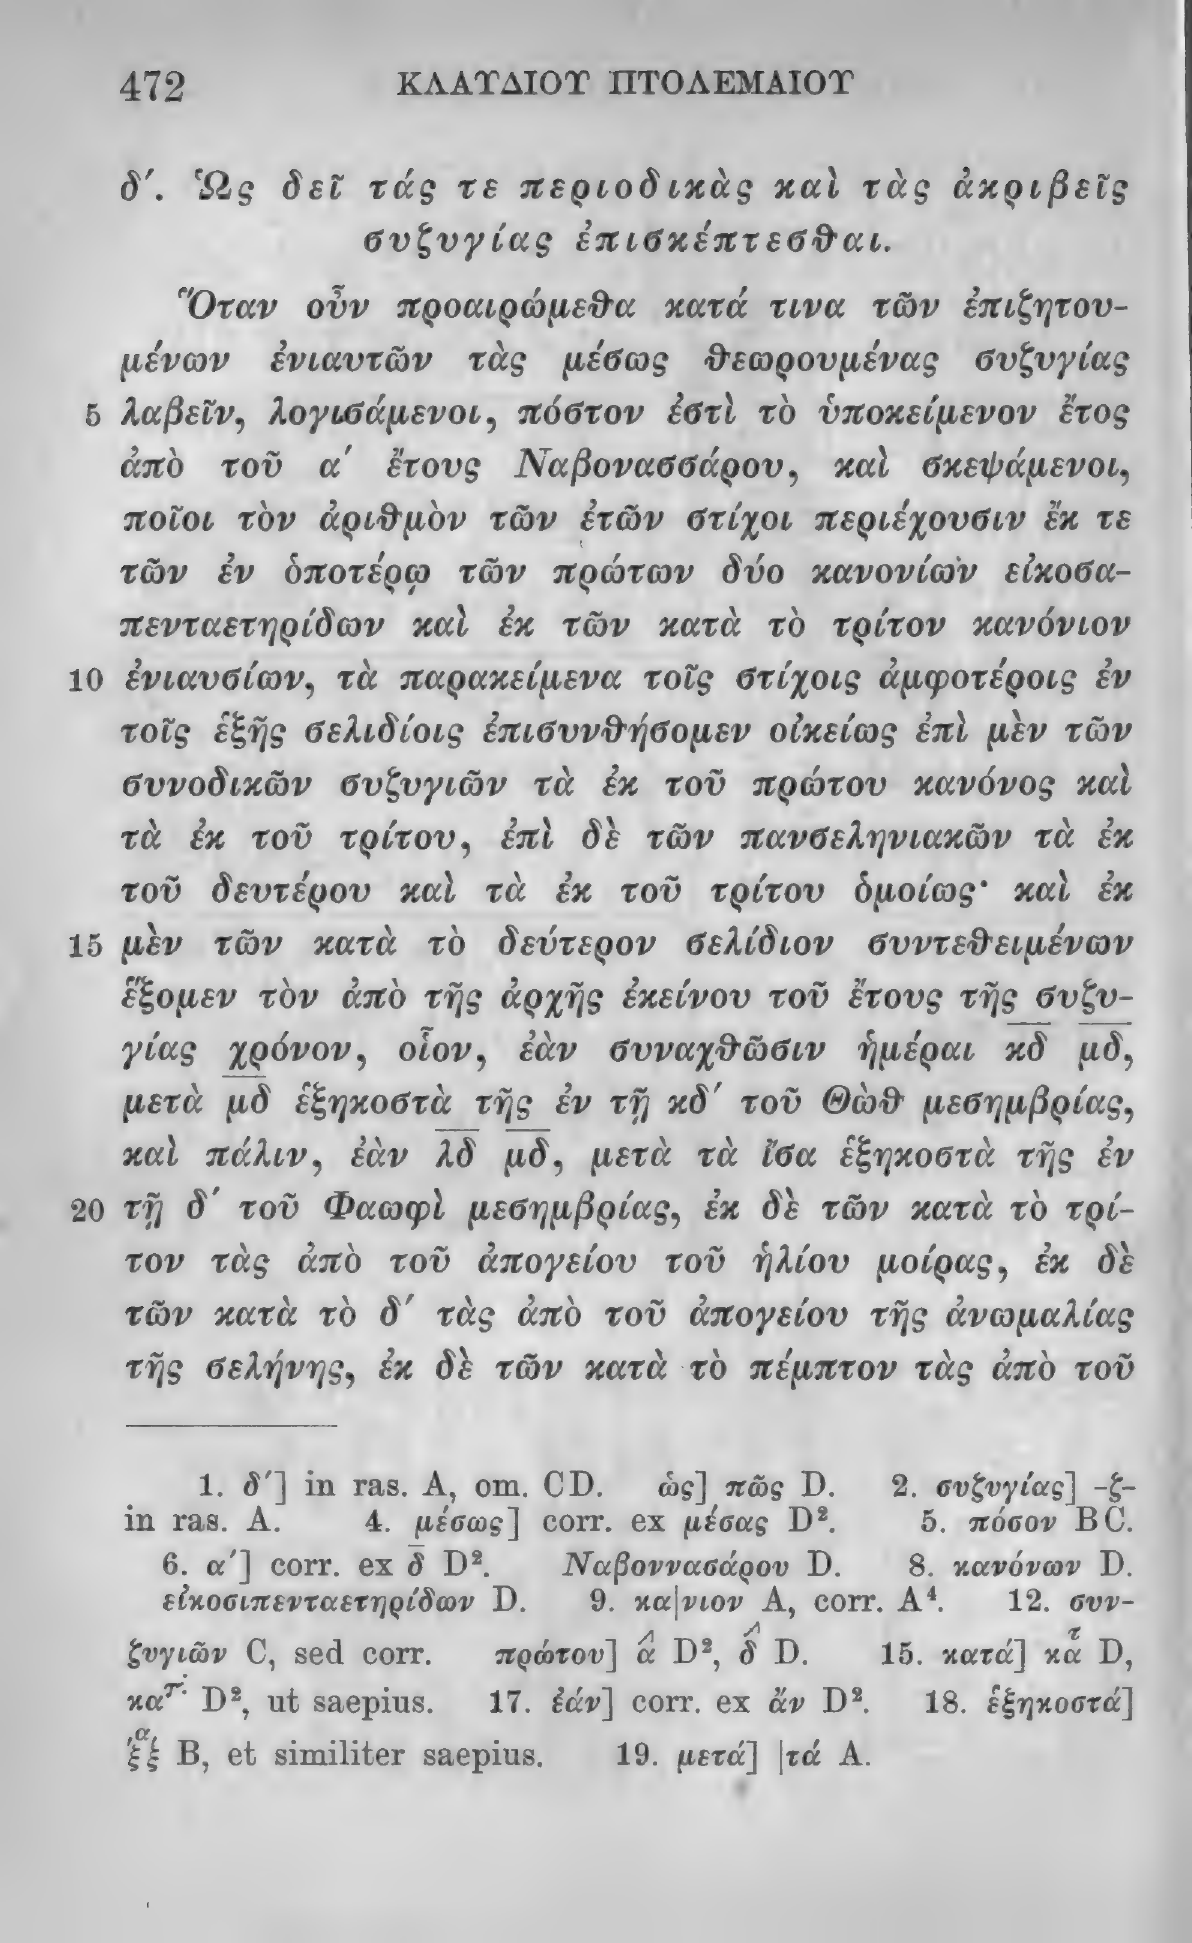 472 ΚΛΑΥΔΙΟΥ ΠΤΟΛΕΜΑΙΟΥ
δ′. Ὡς δεῖ τάς τε περιοδικὰς καὶ τὰς ἀκριβεῖς
συζυγίας ἐπισκέπτεσθαι.
Ὅταν οὖν προαιρώμεθα κατά τινα τῶν ἐπιζητου-
μένων ἐνιαυτῶν τὰς μέσως θεωρουμένας συζυγίας
5 λαβεῖν, λογισάμενοι, πόστον ἐστὶ τὸ ὑποκείμενον ἔτος
ἀπὸ τοῦ α′ ἔτους Ναβονασσάρου, καὶ σκεψάμενοι,
ποῖοι τὸν ἀριθμὸν τῶν ἐτῶν στίχοι περιέχουσιν ἔκ τε
τῶν ἐν ὁποτέρῳ τῶν πρώτων δύο κανονίων εἰκοσα-
πενταετηρίδων καὶ ἐκ τῶν κατὰ τὸ τρίτον κανόνιον
10 ἐνιαυσίων, τὰ παρακείμενα τοῖς στίχοις ἀμφοτέροις ἐν
τοῖς ἑξῆς σελιδίοις ἐπισυνθήσομεν οἰκείως ἐπὶ μὲν τῶν
συνοδικῶν συζυγιῶν τὰ ἐκ τοῦ πρώτου κανόνος καὶ
τὰ ἐκ τοῦ τρίτου, ἐπὶ δὲ τῶν πανσεληνιακῶν τὰ ἐκ
τοῦ δευτέρου καὶ τὰ ἐκ τοῦ τρίτου ὁμοίως· καὶ ἐκ
15 μὲν τῶν κατὰ τὸ δεύτερον σελίδιον συντεθειμένων
ἕξομεν τὸν ἀπὸ τῆς ἀρχῆς ἐκείνου τοῦ ἔτους τῆς συζυ-
γίας χρόνον, οἷον, ἐὰν συναχθῶσιν ἡμέραι κ̅δ̅ μ̅δ̅,
μετὰ μ̅δ̅ ἑξηκοστὰ τῆς ἐν τῇ κδ′ τοῦ Θὼθ μεσημβρίας,
καὶ πάλιν, ἐὰν λ̅δ̅ μ̅δ̅, μετὰ τὰ ἴσα ἑξηκοστὰ τῆς ἐν
20 τῇ δ′ τοῦ Φαωφὶ μεσημβρίας, ἐκ δὲ τῶν κατὰ τὸ τρί-
τον τὰς ἀπὸ τοῦ ἀπογείου τοῦ ἡλίου μοίρας, ἐκ δὲ
τῶν κατὰ τὸ δ′ τὰς ἀπὸ τοῦ ἀπογείου τῆς ἀνωμαλίας
τῆς σελήνης, ἐκ δὲ τῶν κατὰ τὸ πέμπτον τὰς ἀπὸ τοῦ
1. δ′] in ras. A, om. CD. ὡς] πῶς D. 2. συζυγίας] -ζ-
in ras. A. 4. μέσως] corr. ex μέσας D². 5. πόσον BC.
6. α′] corr. ex δ̅ D². Ναβοννασάρου D. 8. κανόνων D.
εἰκοσιπενταετηρίδων D. 9. κα|νιον A, corr. A⁴. 12. συν-
ζυγιῶν C, sed corr. πρώτου] α̂ D², δ̂ D. 15. κατά] κα^τ D,
κα^τ· D², ut saepius. 17. ἐάν] corr. ex ἄν D². 18. ἑξηκοστά]
ξ̔^αξ B, et similiter saepius. 19. μετά] |τά A.